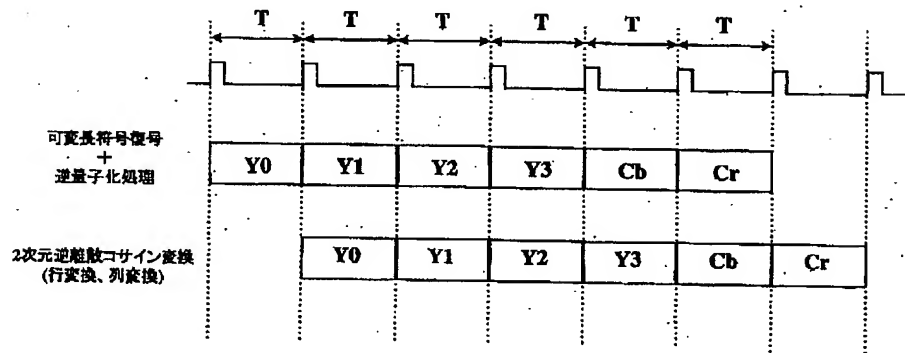 T T T T T T
可変長符号復号
+
逆量子化処理
Y0 Y1 Y2 Y3 Cb Cr
2次元逆離散コサイン変換
(行変換、列変換)
Y0 Y1 Y2 Y3 Cb Cr